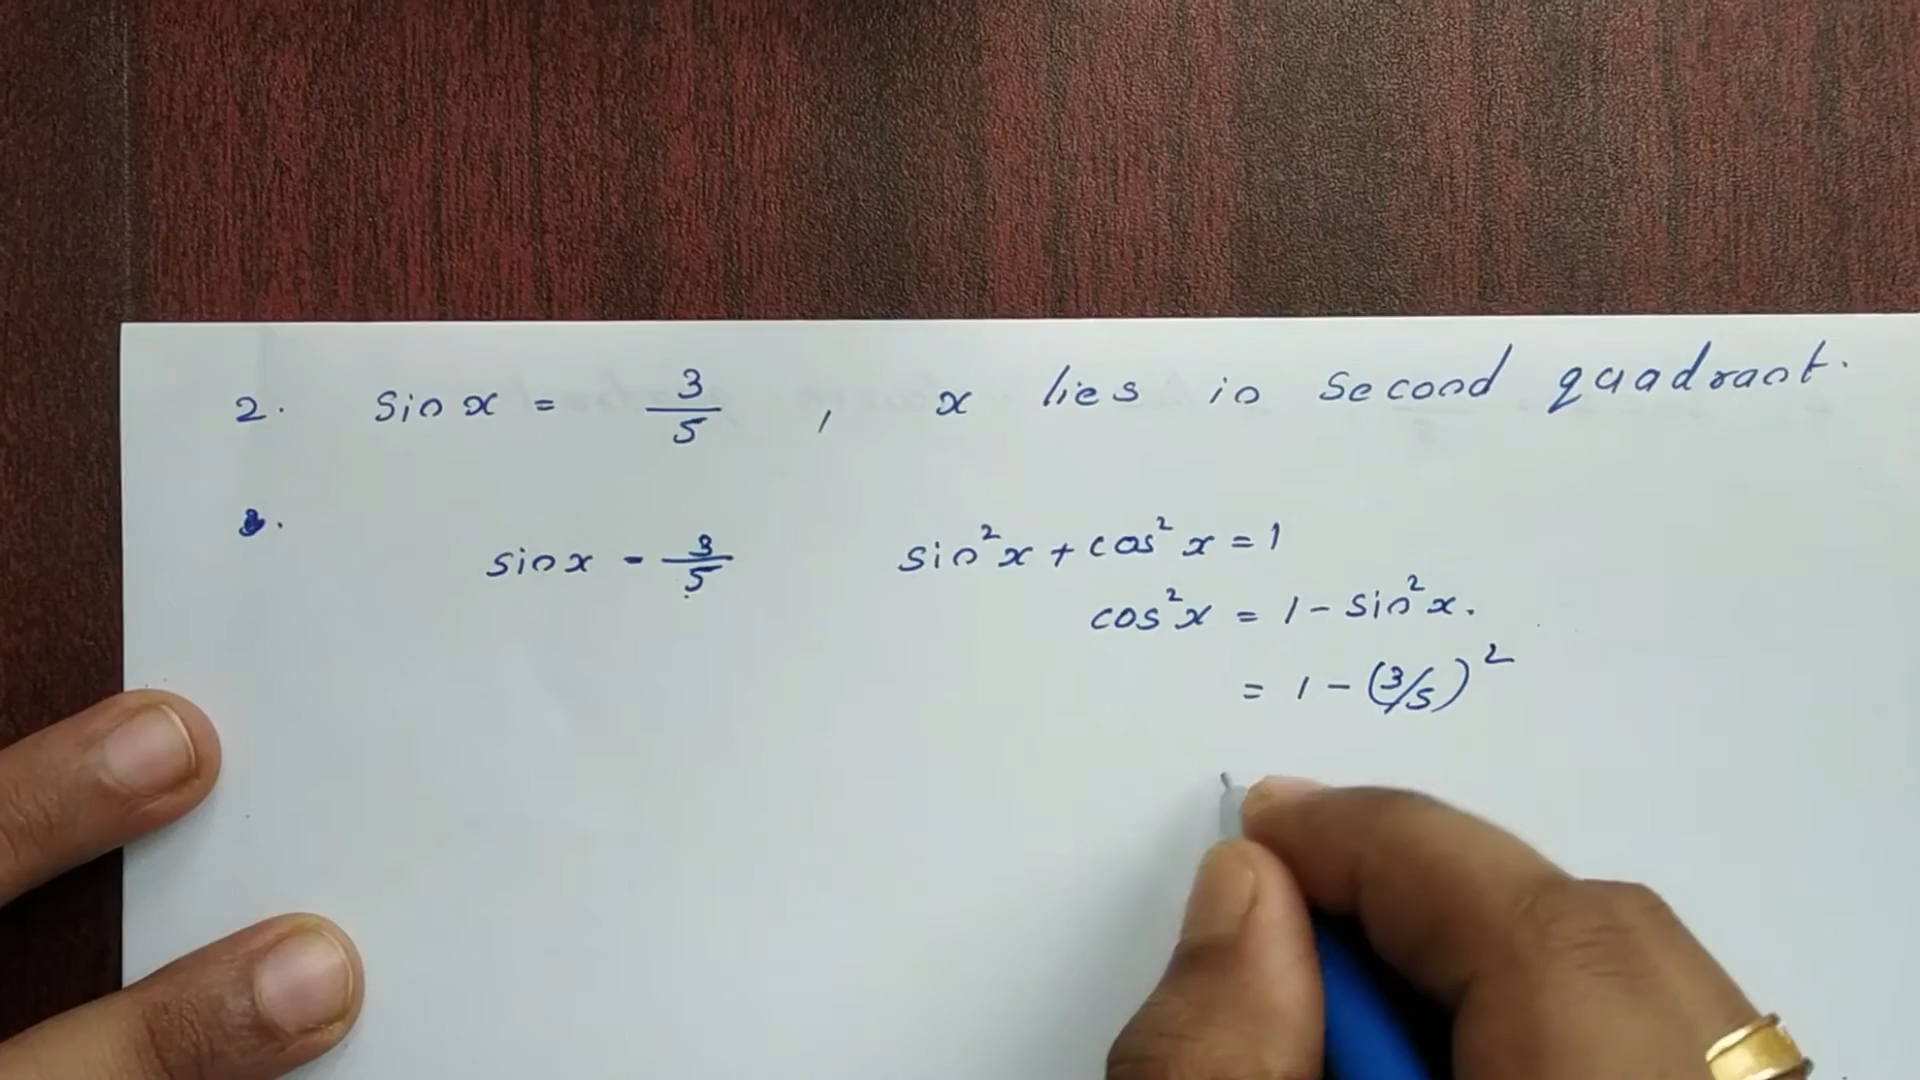 2. sin x = 3/5 , x lies in second quadrant.
sin x = 3/5
sin²x + cos²x = 1
cos²x = 1 - sin²x.
= 1 - (3/5)²